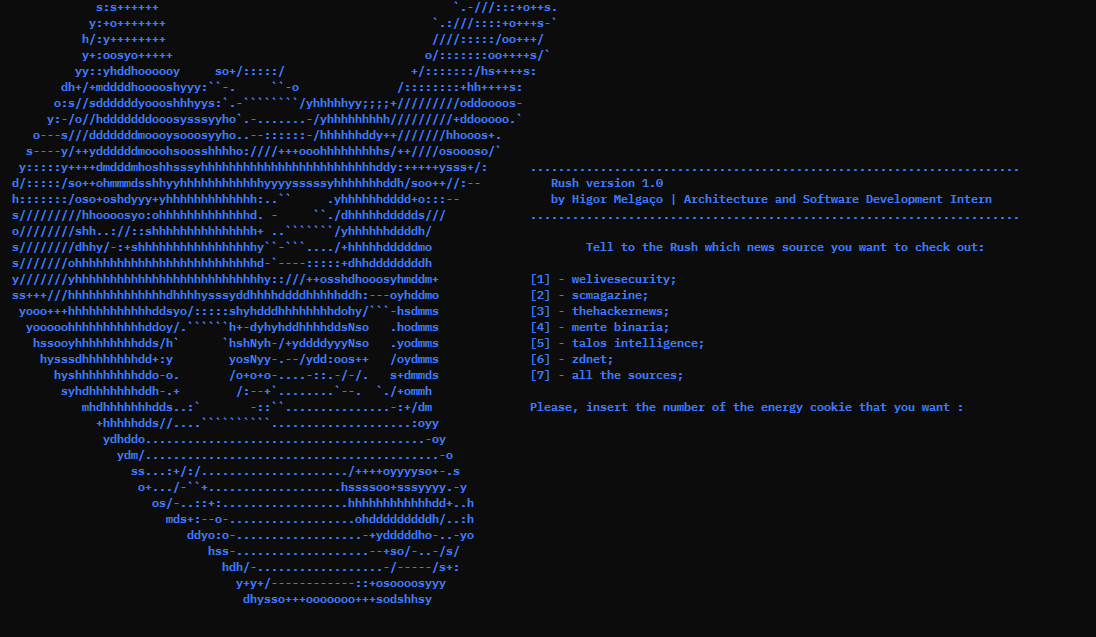 Rush version 1.0
by Higor Melgaço | Architecture and Software Development Intern
Tell to the Rush which news source you want to check out:
[1] - welivesecurity;
[2] - scmagazine;
[3] - thehackernews;
[4] - mente binaria;
[5] - talos intelligence;
[6] - zdnet;
[7] - all the sources;
Please, insert the number of the energy cookie that you want :